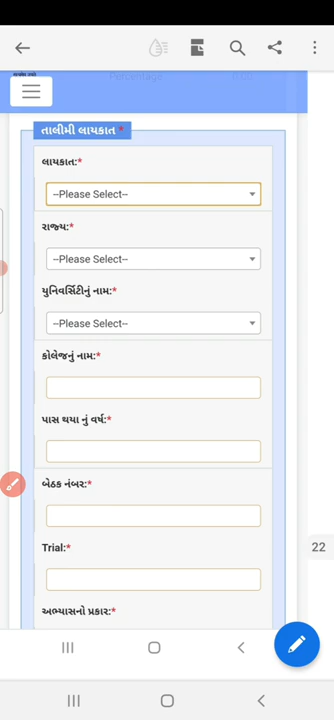 Percentage
તાલીમી લાયકાત *
લાયકાત:*
--Please Select--
રાજ્ય:*
--Please Select--
યુનિવર્સિટીનું નામ:*
--Please Select--
કોલેજનું નામ:*
પાસ થયા નું વર્ષ:*
બેઠક નંબર:*
Trial:*
22
અભ્યાસનો પ્રકાર:*